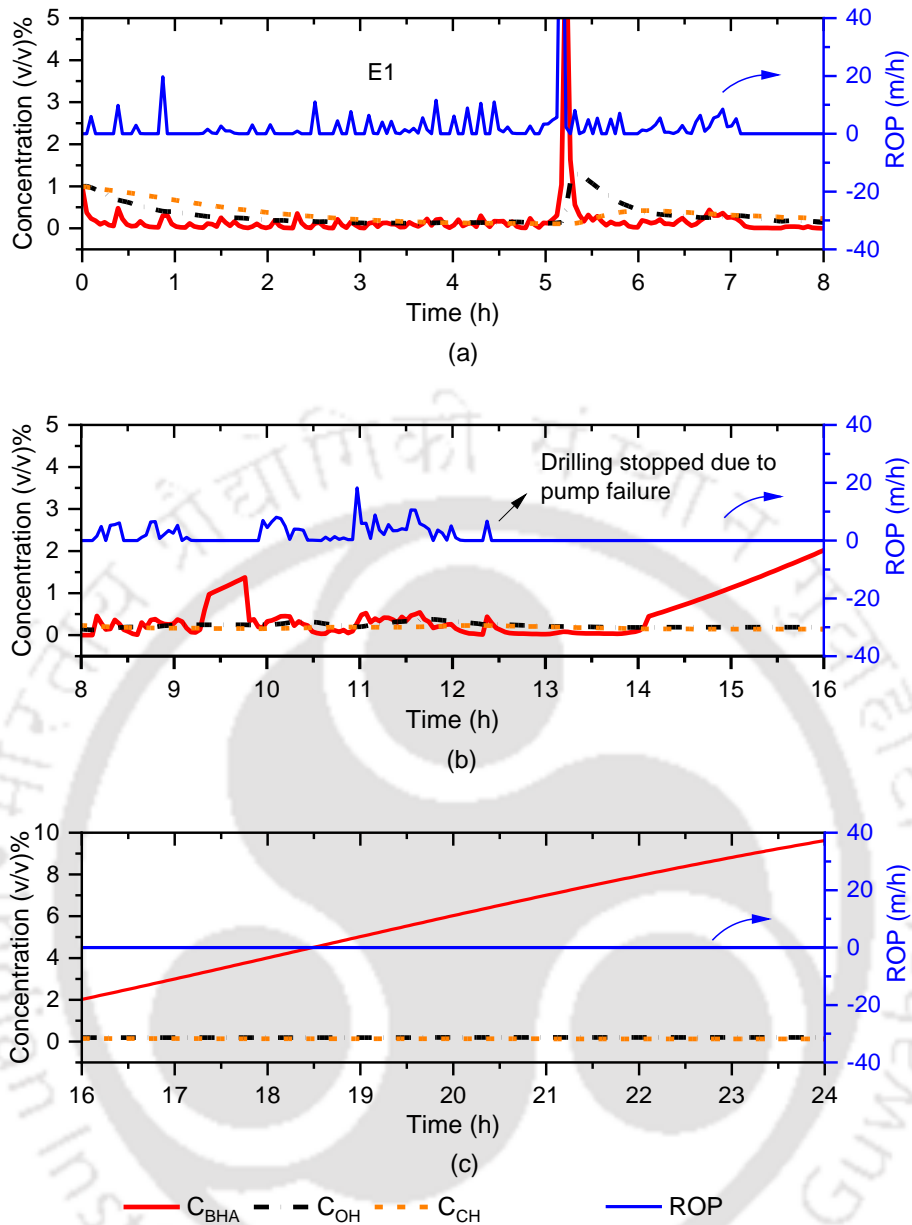 5
4
3
2
1
0
Concentration (v/v)%
E1
40
20
0
-20
-40
ROP (m/h)
0 1 2 3 4 5 6 7 8
Time (h)
(a)
5
4
3
2
1
0
Concentration (v/v)%
Drilling stopped due to
pump failure
40
20
0
-20
-40
ROP (m/h)
8 9 10 11 12 13 14 15 16
Time (h)
(b)
10
8
6
4
2
0
Concentration (v/v)%
40
20
0
-20
-40
ROP (m/h)
16 17 18 19 20 21 22 23 24
Time (h)
(c)
C_BHA C_OH C_CH ROP